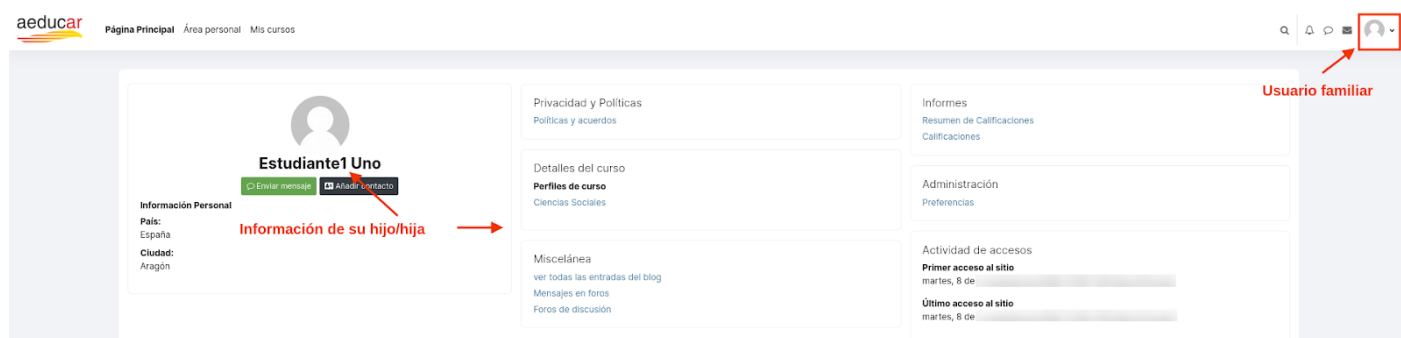 aeducar
Página Principal Área personal Mis cursos
Usuario familiar
Estudiante1 Uno
Enviar mensaje Añadir contacto
Información Personal
País:
España
Ciudad:
Aragón
Información de su hijo/hija
Privacidad y Políticas
Políticas y acuerdos
Detalles del curso
Perfiles de curso
Ciencias Sociales
Miscelánea
ver todas las entradas del blog
Mensajes en foros
Foros de discusión
Informes
Resumen de Calificaciones
Calificaciones
Administración
Preferencias
Actividad de accesos
Primer acceso al sitio
martes, 8 de
Último acceso al sitio
martes, 8 de